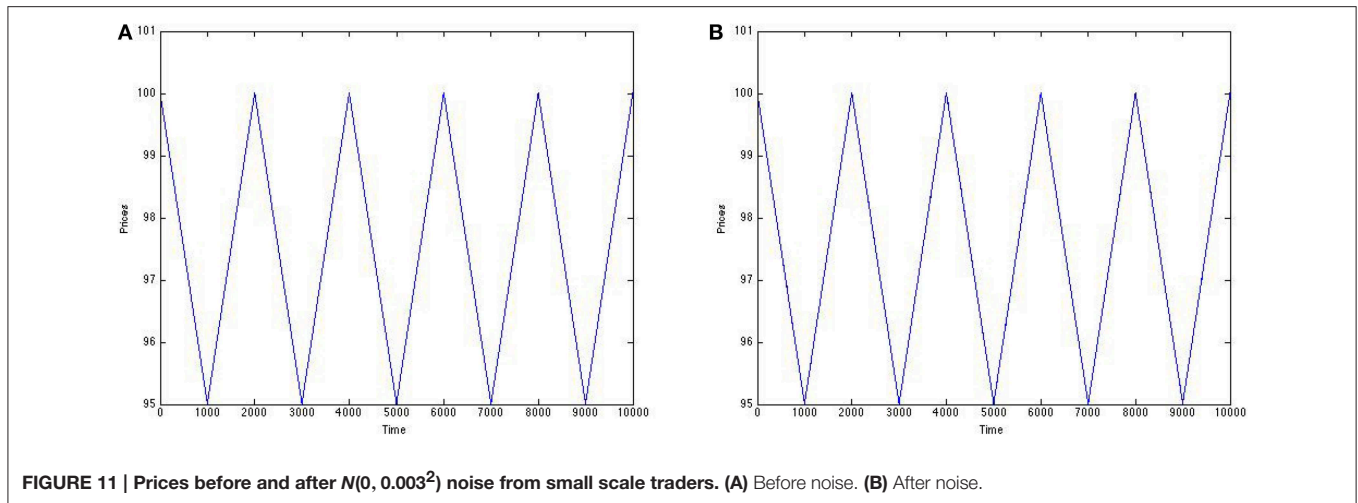 A
101
100
99
98
97
96
95
Prices
0 1000 2000 3000 4000 5000 6000 7000 8000 9000 10000
Time
B
101
100
99
98
97
96
95
Prices
0 1000 2000 3000 4000 5000 6000 7000 8000 9000 10000
Time
FIGURE 11 | Prices before and after N(0, 0.003²) noise from small scale traders. (A) Before noise. (B) After noise.